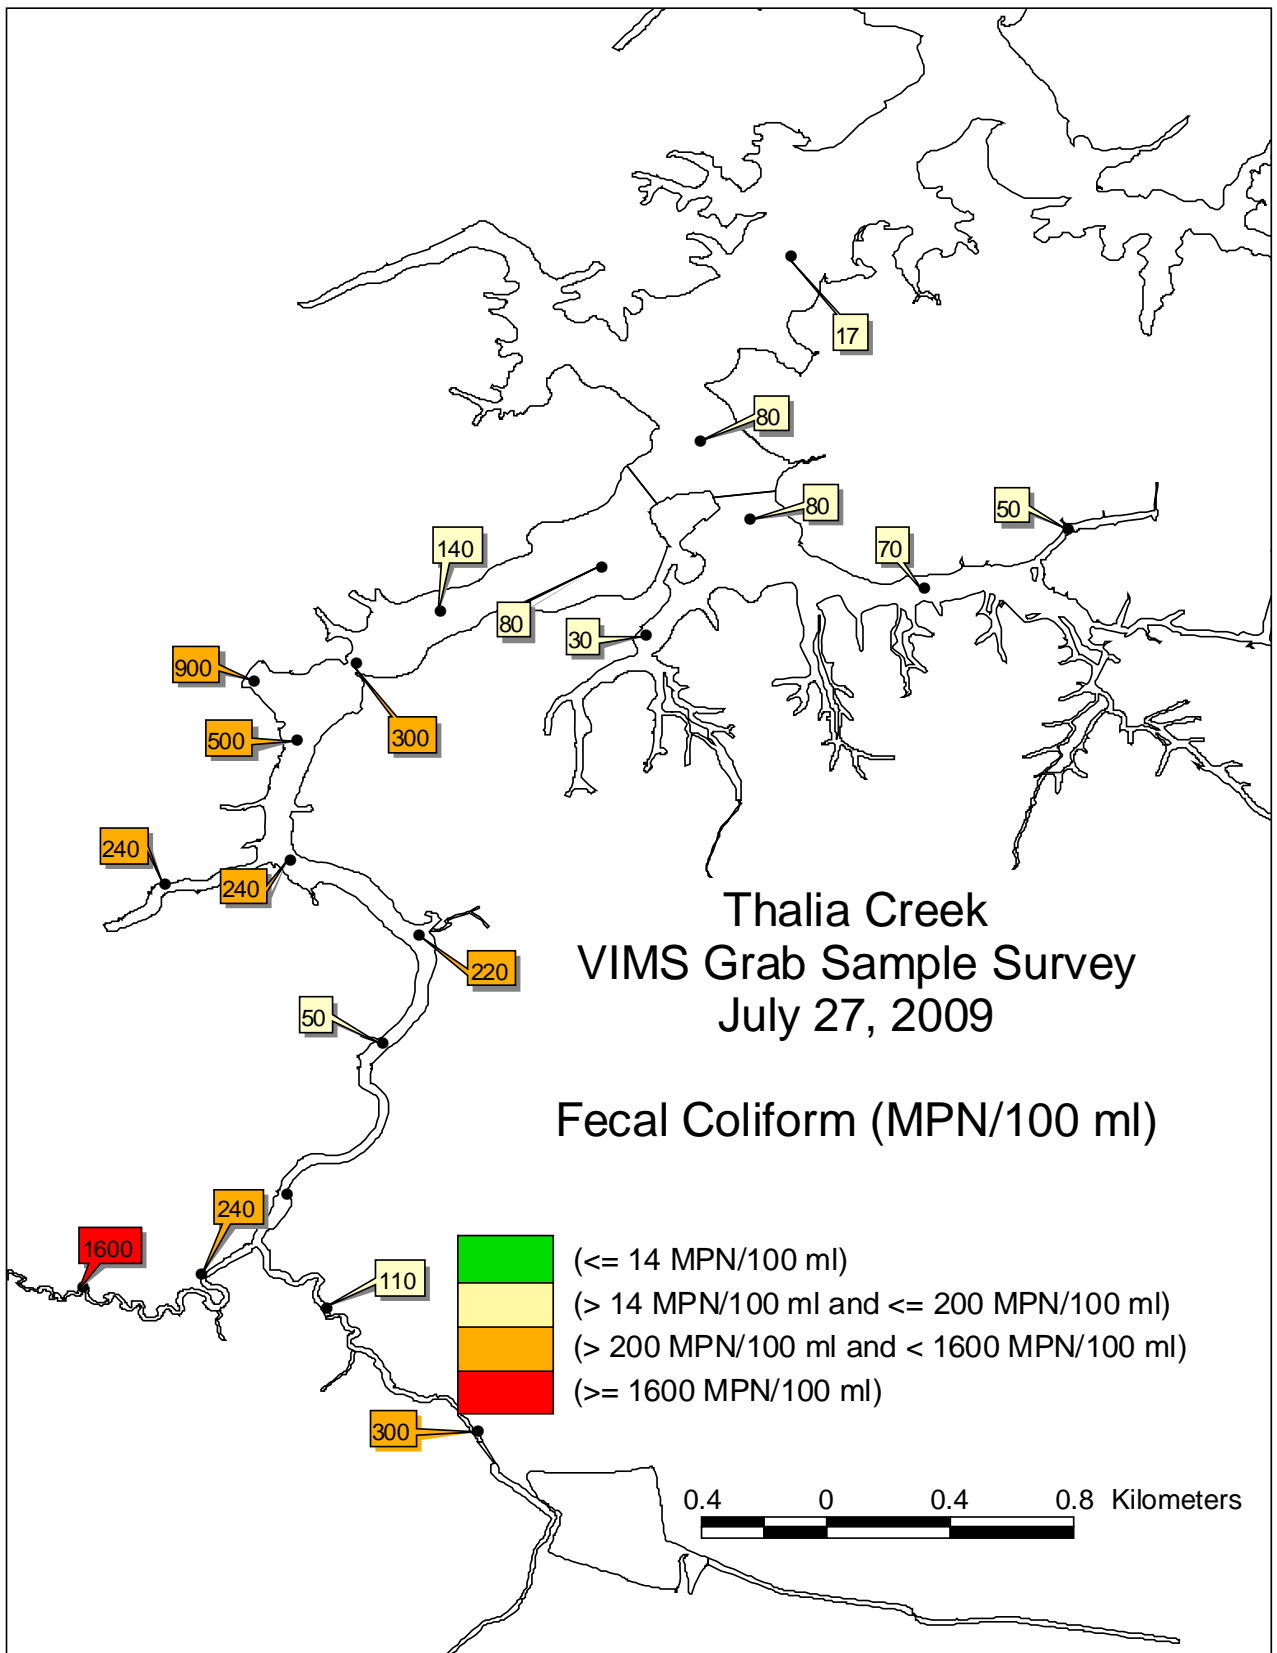 17
80
80
50
140
70
80
30
900
300
500
240
240
220
50
240
1600
110
300
Thalia Creek
VIMS Grab Sample Survey
July 27, 2009
Fecal Coliform (MPN/100 ml)
(<= 14 MPN/100 ml)
(> 14 MPN/100 ml and <= 200 MPN/100 ml)
(> 200 MPN/100 ml and < 1600 MPN/100 ml)
(>= 1600 MPN/100 ml)
0.4 0 0.4 0.8 Kilometers